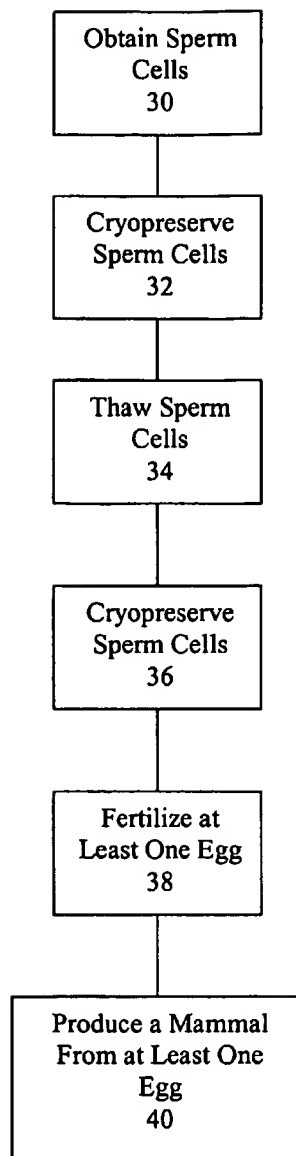 Obtain Sperm
Cells
30
Cryopreserve
Sperm Cells
32
Thaw Sperm
Cells
34
Cryopreserve
Sperm Cells
36
Fertilize at
Least One Egg
38
Produce a Mammal
From at Least One
Egg
40